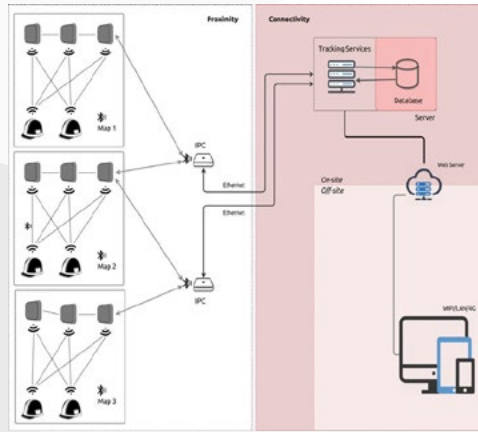 Proximity
Connectivity
Map 1
Map 2
Map 3
IPC
IPC
Ethernet
Ethernet
Tracking Services
Database
Server
Web Server
On-site
Off-site
WIFI/LAN/4G